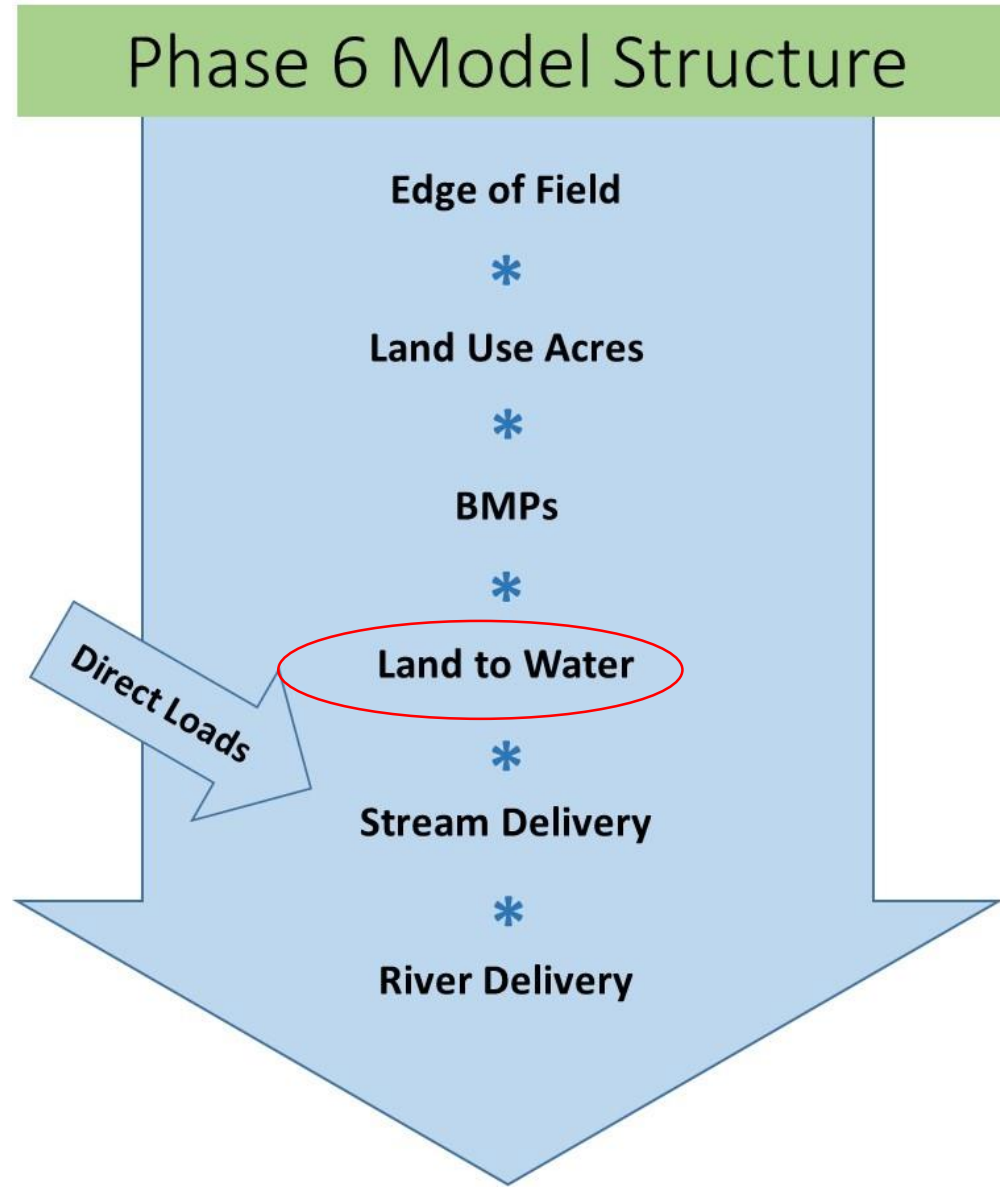 Phase 6 Model Structure
Edge of Field
*
Land Use Acres
*
BMPs
*
Land to Water
Direct Loads
*
Stream Delivery
*
River Delivery